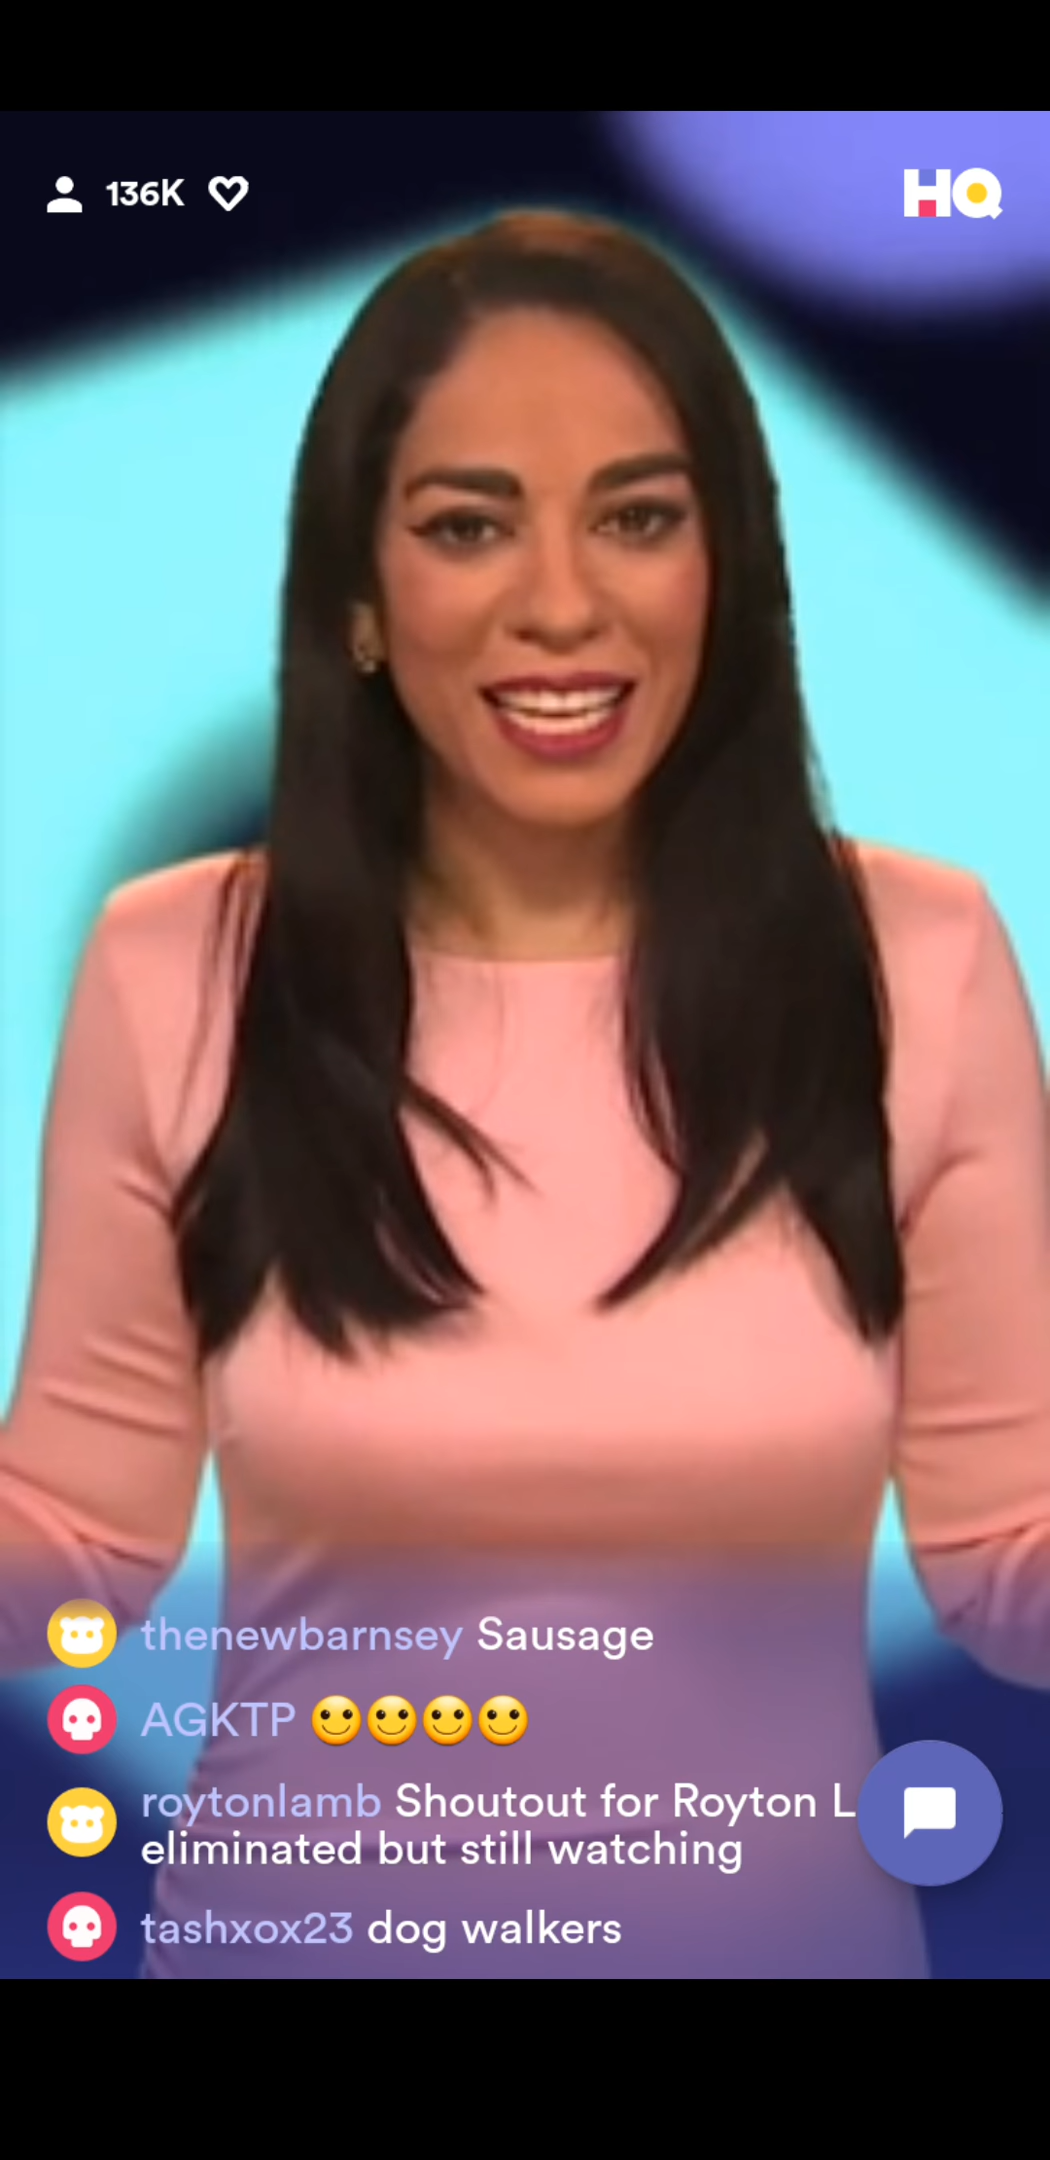 136K
HQ
thenewbarnsey Sausage
AGKTP 🙂🙂🙂🙂
roytonlamb Shoutout for Royton L
eliminated but still watching
tashxox23 dog walkers